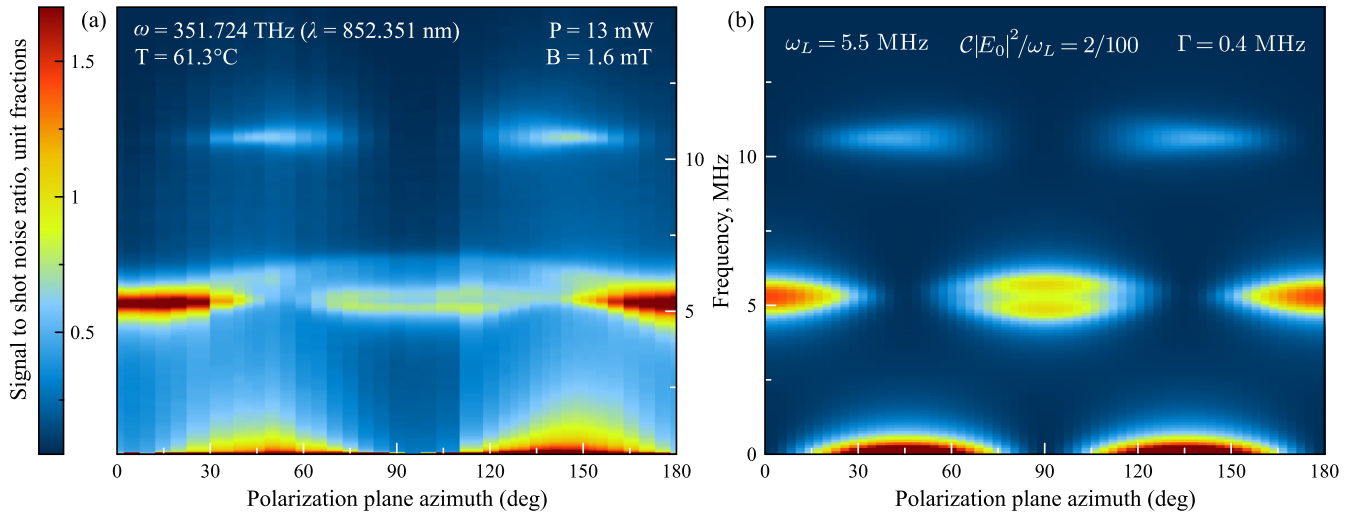 Signal to shot noise ratio, unit fractions
1.5
1
0.5
(a)
ω = 351.724 THz (λ = 852.351 nm)
P = 13 mW
T = 61.3°C
B = 1.6 mT
10
5
0
30
60
90
120
150
180
Polarization plane azimuth (deg)
(b)
ω_L = 5.5 MHz
𝒞|E₀|²/ω_L = 2/100
Γ = 0.4 MHz
Frequency, MHz
10
5
0
0
30
60
90
120
150
180
Polarization plane azimuth (deg)